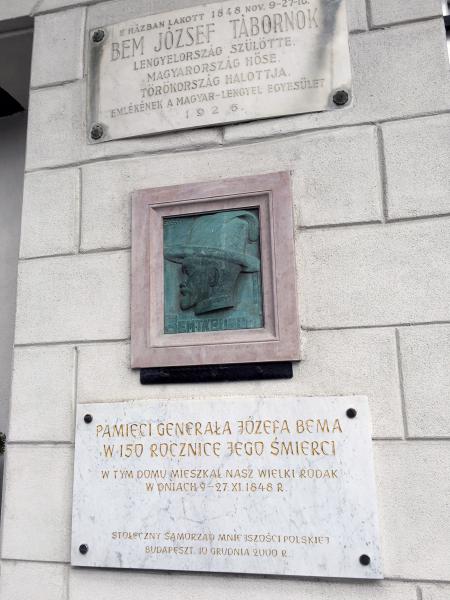 E HÁZBAN LAKOTT 1848. NOV. 9-27-IG.
BEM JÓZSEF TÁBORNOK
LENGYELORSZÁG SZÜLÖTTE.
MAGYARORSZÁG HŐSE.
TÖRÖKORSZÁG HALOTTJA.
EMLÉKÉNEK A MAGYAR-LENGYEL EGYESÜLET
1926.
PAMIĘCI GENERAŁA JÓZEFA BEMA
W 150 ROCZNICE JEGO ŚMIERCI
W TYM DOMU MIESZKAŁ NASZ WIELKI RODAK
W DNIACH 9-27. XI. 1848 R.
STOŁECZNY SAMORZĄD MNIEJSZOŚCI POLSKIEJ
BUDAPESZT. 10 GRUDNIA 2000 R.